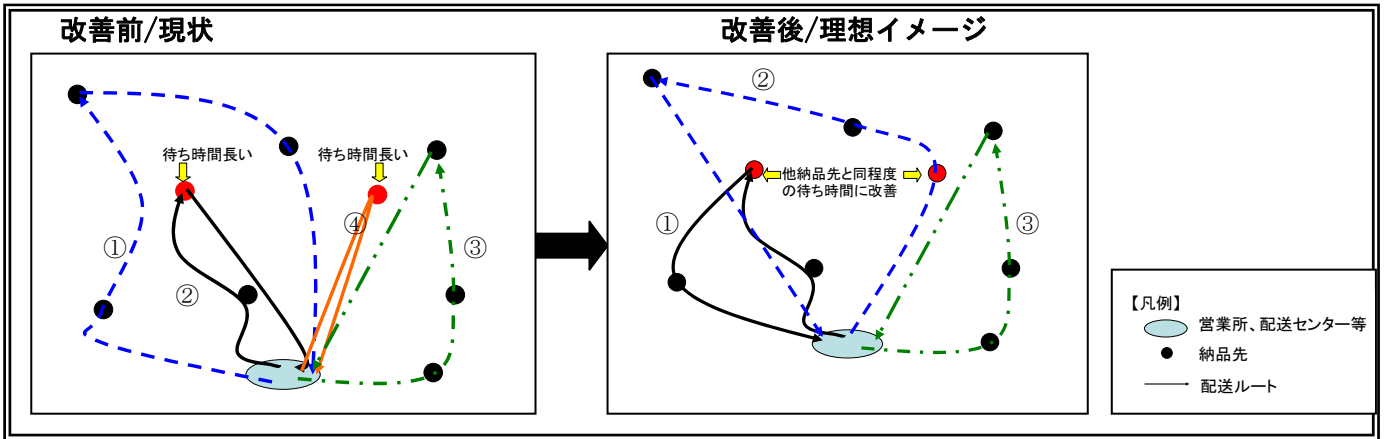 改善前/現状
改善後/理想イメージ
待ち時間長い
待ち時間長い
①
②
④
③
②
他納品先と同程度
の待ち時間に改善
①
③
【凡例】
営業所、配送センター等
納品先
配送ルート